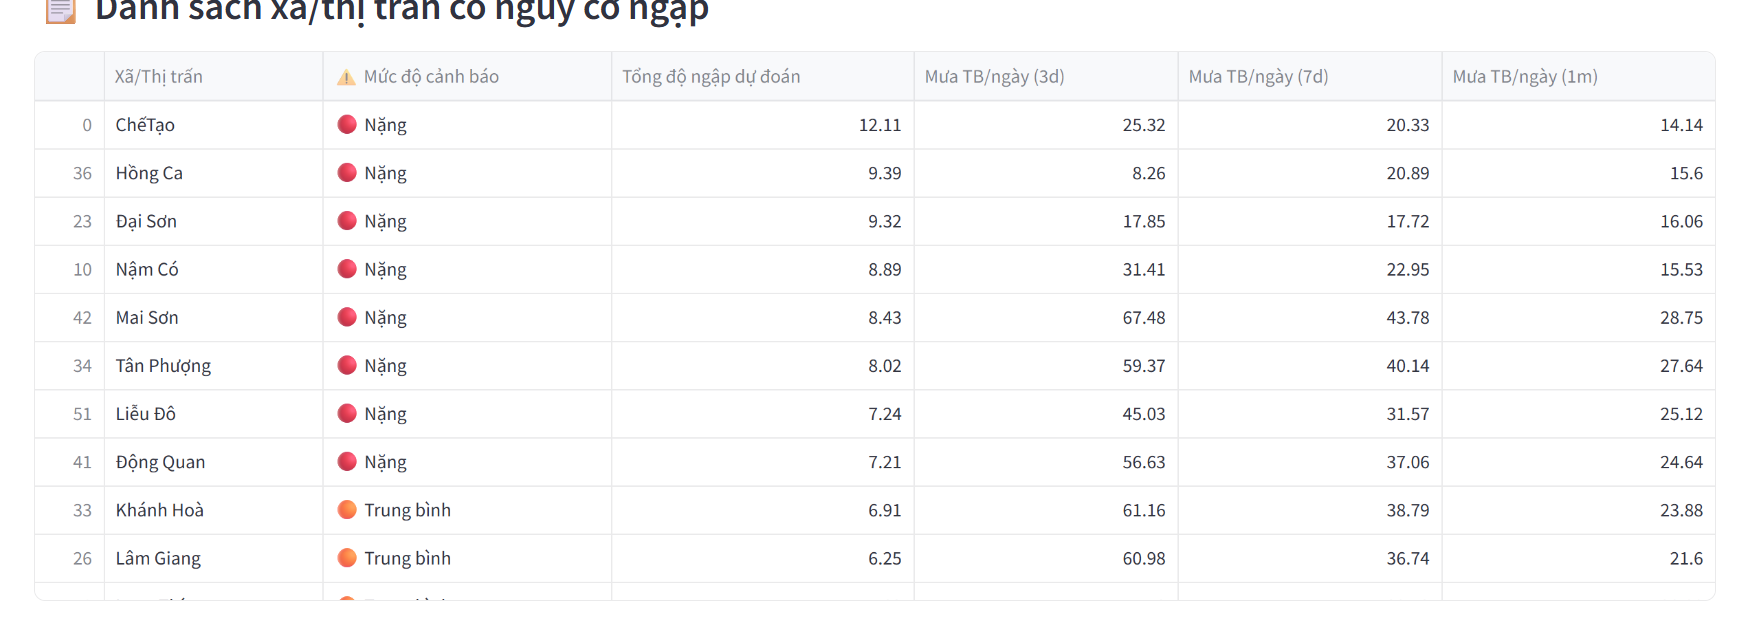 Danh sách xã/thị trấn có nguy cơ ngập
Xã/Thị trấn ⚠️ Mức độ cảnh báo Tổng độ ngập dự đoán Mưa TB/ngày (3d) Mưa TB/ngày (7d) Mưa TB/ngày (1m)
0 ChếTạo Nặng 12.11 25.32 20.33 14.14
36 Hồng Ca Nặng 9.39 8.26 20.89 15.6
23 Đại Sơn Nặng 9.32 17.85 17.72 16.06
10 Nậm Có Nặng 8.89 31.41 22.95 15.53
42 Mai Sơn Nặng 8.43 67.48 43.78 28.75
34 Tân Phượng Nặng 8.02 59.37 40.14 27.64
51 Liễu Đô Nặng 7.24 45.03 31.57 25.12
41 Động Quan Nặng 7.21 56.63 37.06 24.64
33 Khánh Hoà Trung bình 6.91 61.16 38.79 23.88
26 Lâm Giang Trung bình 6.25 60.98 36.74 21.6